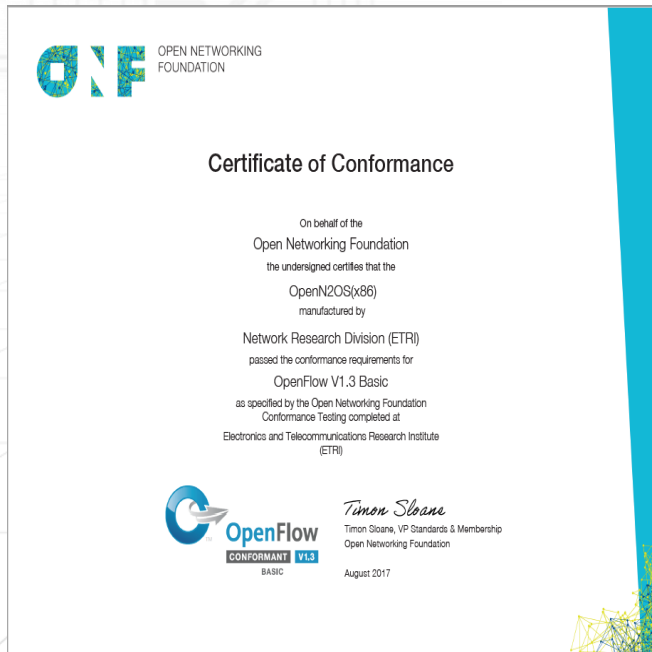 ONF OPEN NETWORKING
FOUNDATION
Certificate of Conformance
On behalf of the
Open Networking Foundation
the undersigned certifies that the
OpenN2OS(x86)
manufactured by
Network Research Division (ETRI)
passed the conformance requirements for
OpenFlow V1.3 Basic
as specified by the Open Networking Foundation
Conformance Testing completed at
Electronics and Telecommunications Research Institute
(ETRI)
OpenFlow
CONFORMANT V1.3
BASIC
Timon Sloane
Timon Sloane, VP Standards & Membership
Open Networking Foundation
August 2017